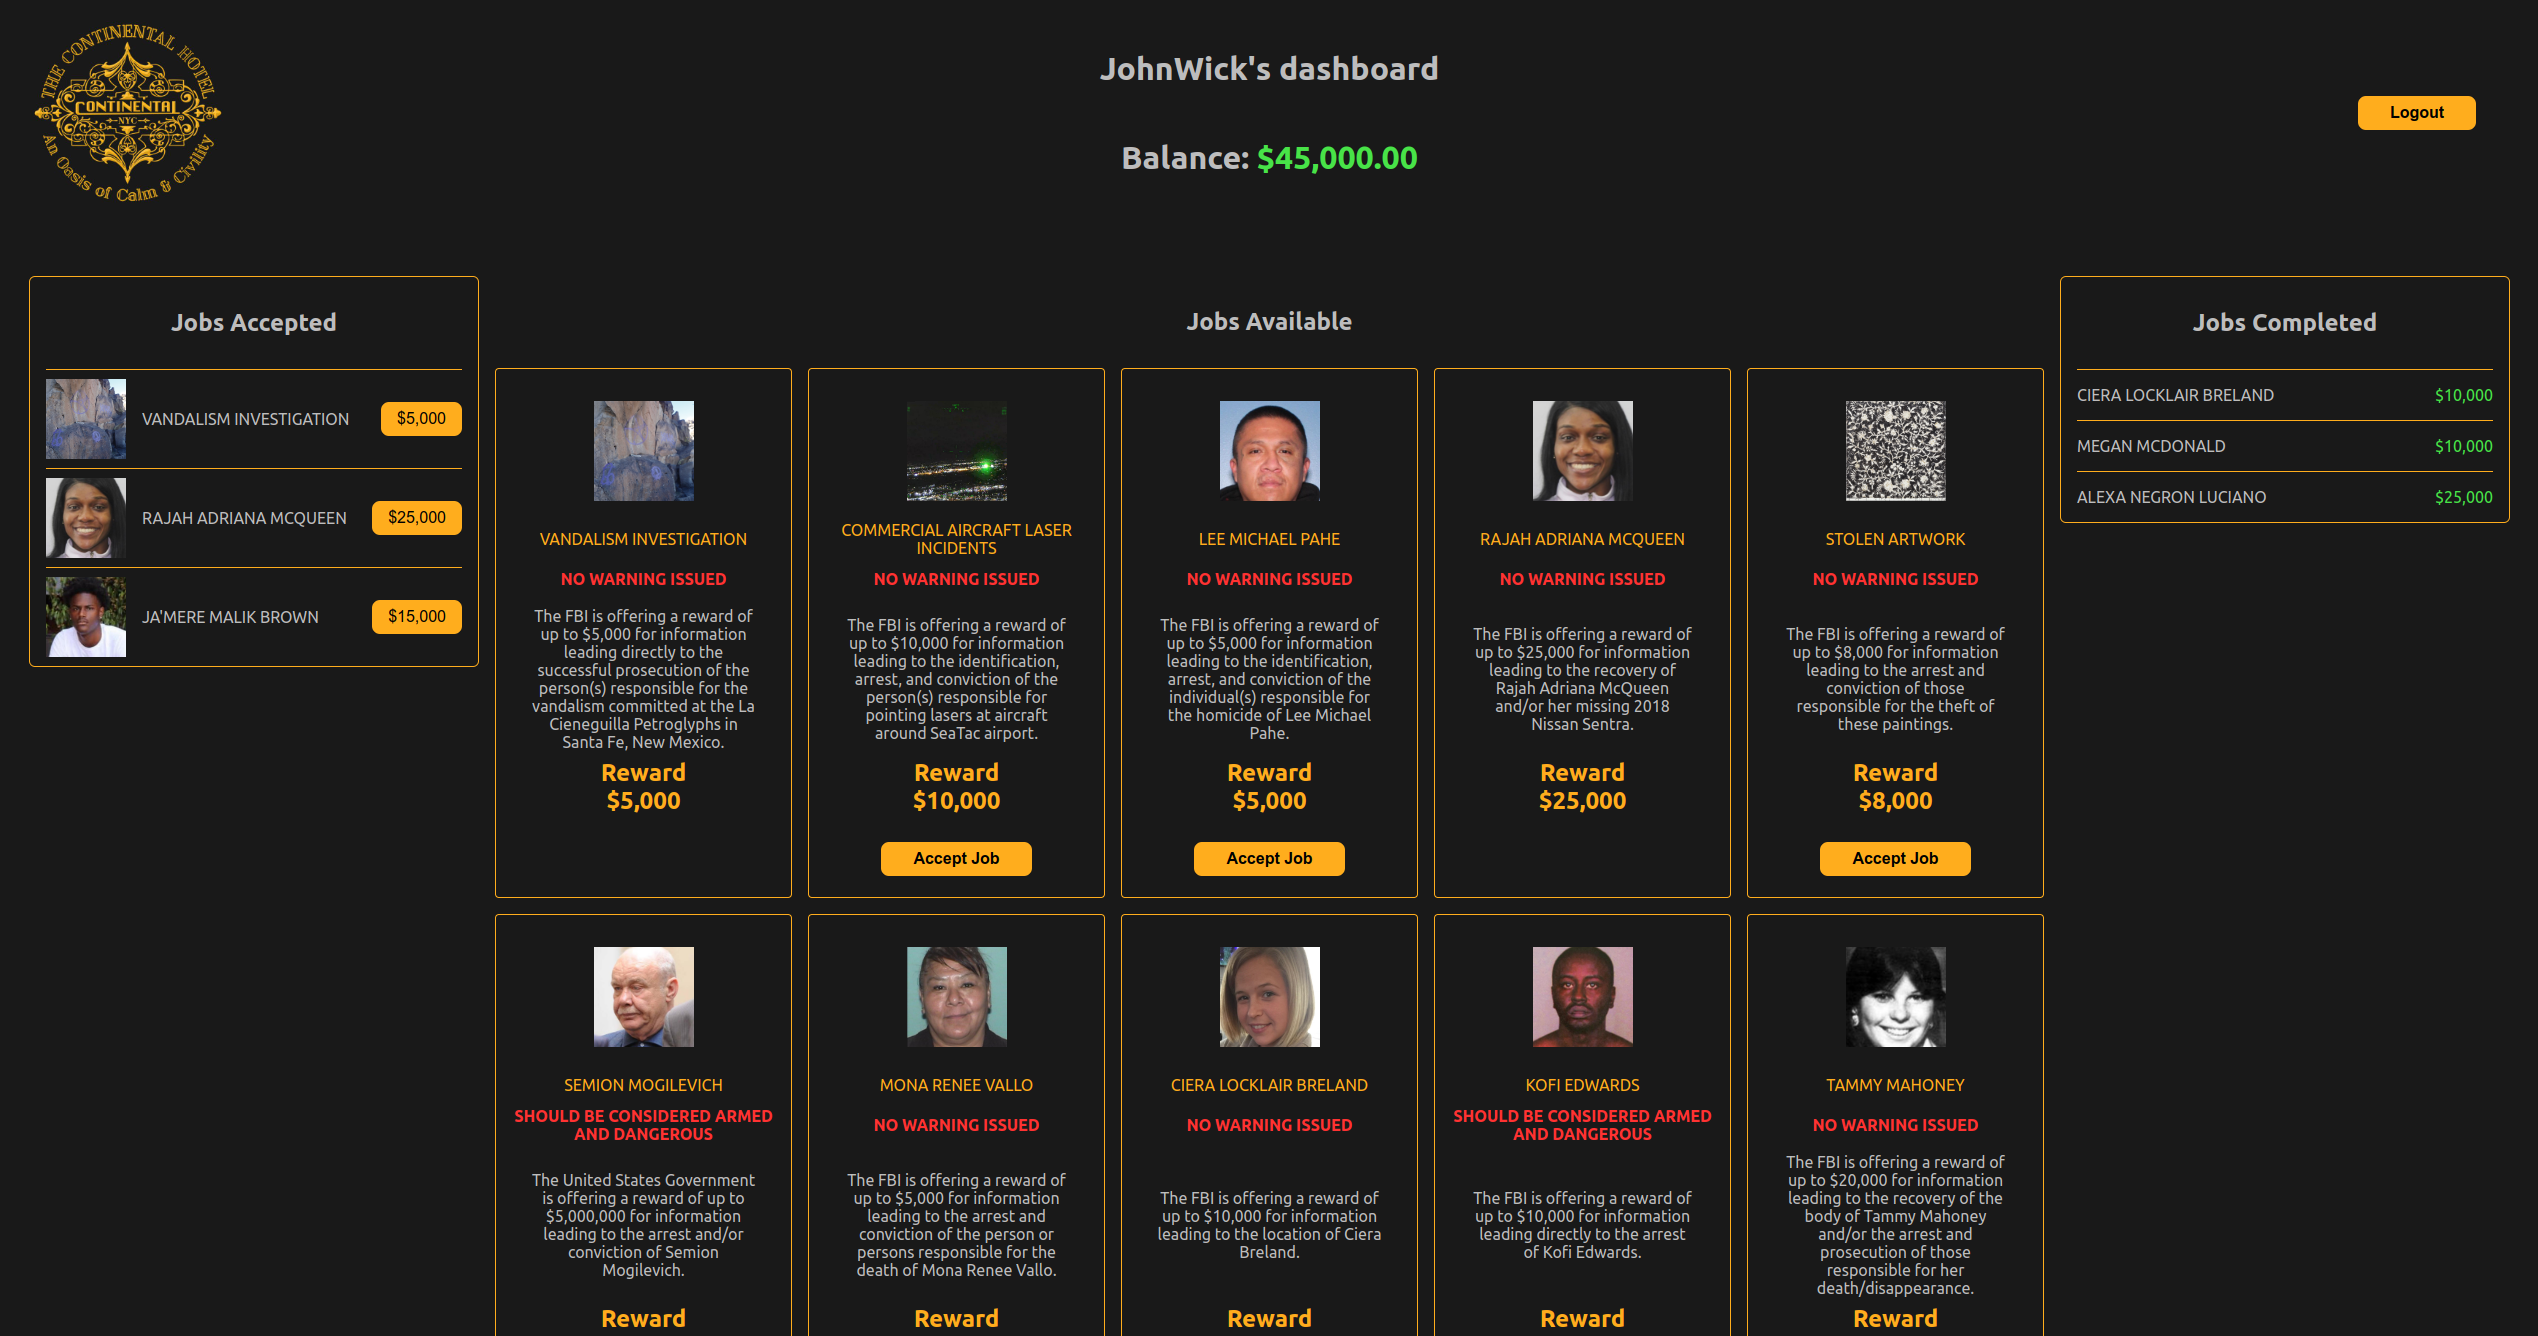 THE CONTINENTAL HOTEL
CONTINENTAL
NYC
An Oasis of Calm & Civility
JohnWick's dashboard
Balance: $45,000.00
Logout
Jobs Accepted
VANDALISM INVESTIGATION
$5,000
RAJAH ADRIANA MCQUEEN
$25,000
JA'MERE MALIK BROWN
$15,000
Jobs Available
VANDALISM INVESTIGATION
NO WARNING ISSUED
The FBI is offering a reward of
up to $5,000 for information
leading directly to the
successful prosecution of the
person(s) responsible for the
vandalism committed at the La
Cieneguilla Petroglyphs in
Santa Fe, New Mexico.
Reward
$5,000
COMMERCIAL AIRCRAFT LASER
INCIDENTS
NO WARNING ISSUED
The FBI is offering a reward of
up to $10,000 for information
leading to the identification,
arrest, and conviction of the
person(s) responsible for
pointing lasers at aircraft
around SeaTac airport.
Reward
$10,000
Accept Job
LEE MICHAEL PAHE
NO WARNING ISSUED
The FBI is offering a reward of
up to $5,000 for information
leading to the identification,
arrest, and conviction of the
individual(s) responsible for
the homicide of Lee Michael
Pahe.
Reward
$5,000
Accept Job
RAJAH ADRIANA MCQUEEN
NO WARNING ISSUED
The FBI is offering a reward of
up to $25,000 for information
leading to the recovery of
Rajah Adriana McQueen
and/or her missing 2018
Nissan Sentra.
Reward
$25,000
STOLEN ARTWORK
NO WARNING ISSUED
The FBI is offering a reward of
up to $8,000 for information
leading to the arrest and
conviction of those
responsible for the theft of
these paintings.
Reward
$8,000
Accept Job
SEMION MOGILEVICH
SHOULD BE CONSIDERED ARMED
AND DANGEROUS
The United States Government
is offering a reward of up to
$5,000,000 for information
leading to the arrest and/or
conviction of Semion
Mogilevich.
Reward
MONA RENEE VALLO
NO WARNING ISSUED
The FBI is offering a reward of
up to $5,000 for information
leading to the arrest and
conviction of the person or
persons responsible for the
death of Mona Renee Vallo.
Reward
CIERA LOCKLAIR BRELAND
NO WARNING ISSUED
The FBI is offering a reward of
up to $10,000 for information
leading to the location of Ciera
Breland.
Reward
KOFI EDWARDS
SHOULD BE CONSIDERED ARMED
AND DANGEROUS
The FBI is offering a reward of
up to $10,000 for information
leading directly to the arrest
of Kofi Edwards.
Reward
TAMMY MAHONEY
NO WARNING ISSUED
The FBI is offering a reward of
up to $20,000 for information
leading to the recovery of the
body of Tammy Mahoney
and/or the arrest and
prosecution of those
responsible for her
death/disappearance.
Reward
Jobs Completed
CIERA LOCKLAIR BRELAND
$10,000
MEGAN MCDONALD
$10,000
ALEXA NEGRON LUCIANO
$25,000